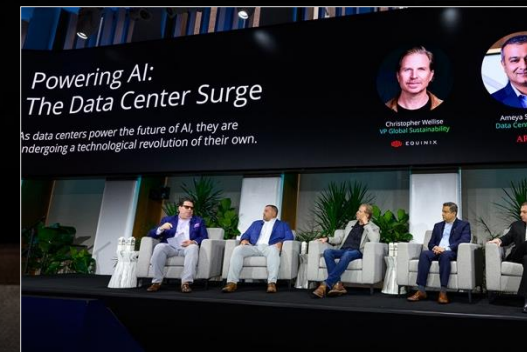 Powering AI:
The Data Center Surge
As data centers power the future of AI, they are
undergoing a technological revolution of their own.
Christopher Wellise
VP Global Sustainability
EQUINIX
Ameya S
Data Cen